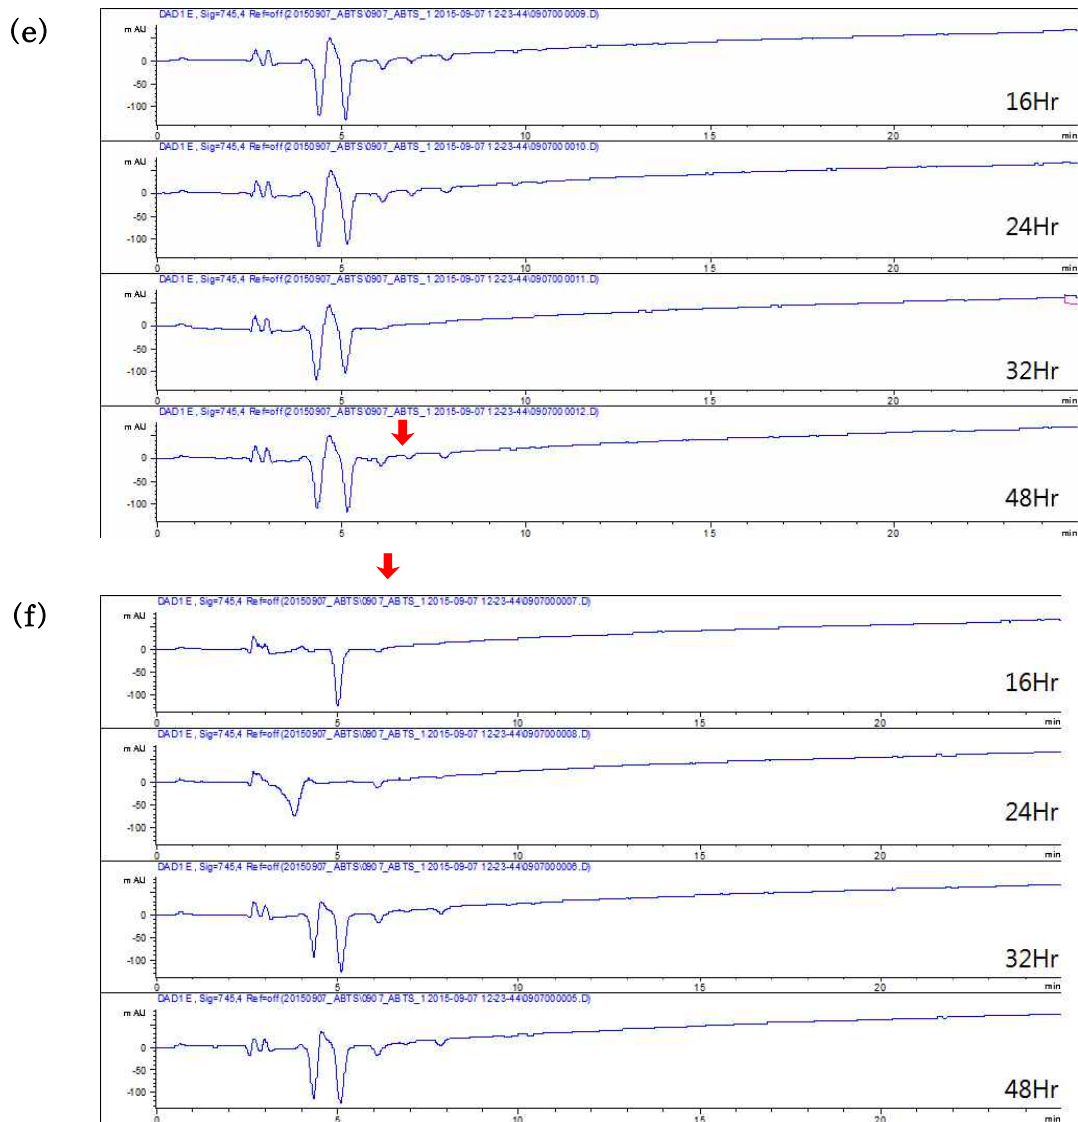 (e)
DAD1 E, Sig=745,4 Ref=off (20150907_ABTS\0907_ABTS_1 2015-09-07 12-23-44\0907000009.D)
mAU
0
-50
-100
16Hr
0 5 10 15 20 min
DAD1 E, Sig=745,4 Ref=off (20150907_ABTS\0907_ABTS_1 2015-09-07 12-23-44\0907000010.D)
mAU
0
-50
-100
24Hr
0 5 10 15 20 min
DAD1 E, Sig=745,4 Ref=off (20150907_ABTS\0907_ABTS_1 2015-09-07 12-23-44\0907000011.D)
mAU
0
-50
-100
32Hr
0 5 10 15 20 min
DAD1 E, Sig=745,4 Ref=off (20150907_ABTS\0907_ABTS_1 2015-09-07 12-23-44\0907000012.D)
mAU
0
-50
-100
48Hr
0 5 10 15 20 min
(f)
DAD1 E, Sig=745,4 Ref=off (20150907_ABTS\0907_ABTS_1 2015-09-07 12-23-44\0907000007.D)
mAU
0
-50
-100
16Hr
0 5 10 15 20 min
DAD1 E, Sig=745,4 Ref=off (20150907_ABTS\0907_ABTS_1 2015-09-07 12-23-44\0907000008.D)
mAU
0
-50
-100
24Hr
0 5 10 15 20 min
DAD1 E, Sig=745,4 Ref=off (20150907_ABTS\0907_ABTS_1 2015-09-07 12-23-44\0907000006.D)
mAU
0
-50
-100
32Hr
0 5 10 15 20 min
DAD1 E, Sig=745,4 Ref=off (20150907_ABTS\0907_ABTS_1 2015-09-07 12-23-44\0907000005.D)
mAU
0
-50
-100
48Hr
0 5 10 15 20 min